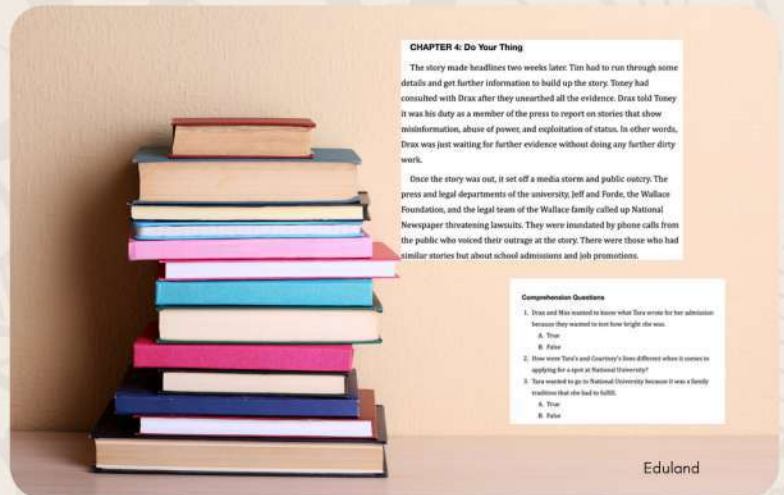 CHAPTER 4: Do Your Thing
The story made headlines two weeks later. Tim had to run through some
details and get further information to build up the story. Toney had
consulted with Drax after they unearthed all the evidence. Drax told Toney
it was his duty as a member of the press to report on stories that show
misinformation, abuse of power, and exploitation of status. In other words,
Drax was just waiting for further evidence without doing any further dirty
work.
Once the story was out, it set off a media storm and public outcry. The
press and legal departments of the university, Jeff and Forde, the Wallace
Foundation, and the legal team of the Wallace family called up National
Newspaper threatening lawsuits. They were inundated by phone calls from
the public who voiced their outrage at the story. There were those who had
similar stories but about school admissions and job promotions.
Comprehension Questions
1. Drax and Max wanted to know what Tara wrote for her admission
because they wanted to test how bright she was.
A. True
B. False
2. How were Tara's and Courtney's lives different when it comes to
applying for a spot at National University?
3. Tara wanted to go to National University because it was a family
tradition that she had to fulfill.
A. True
B. False
Eduland